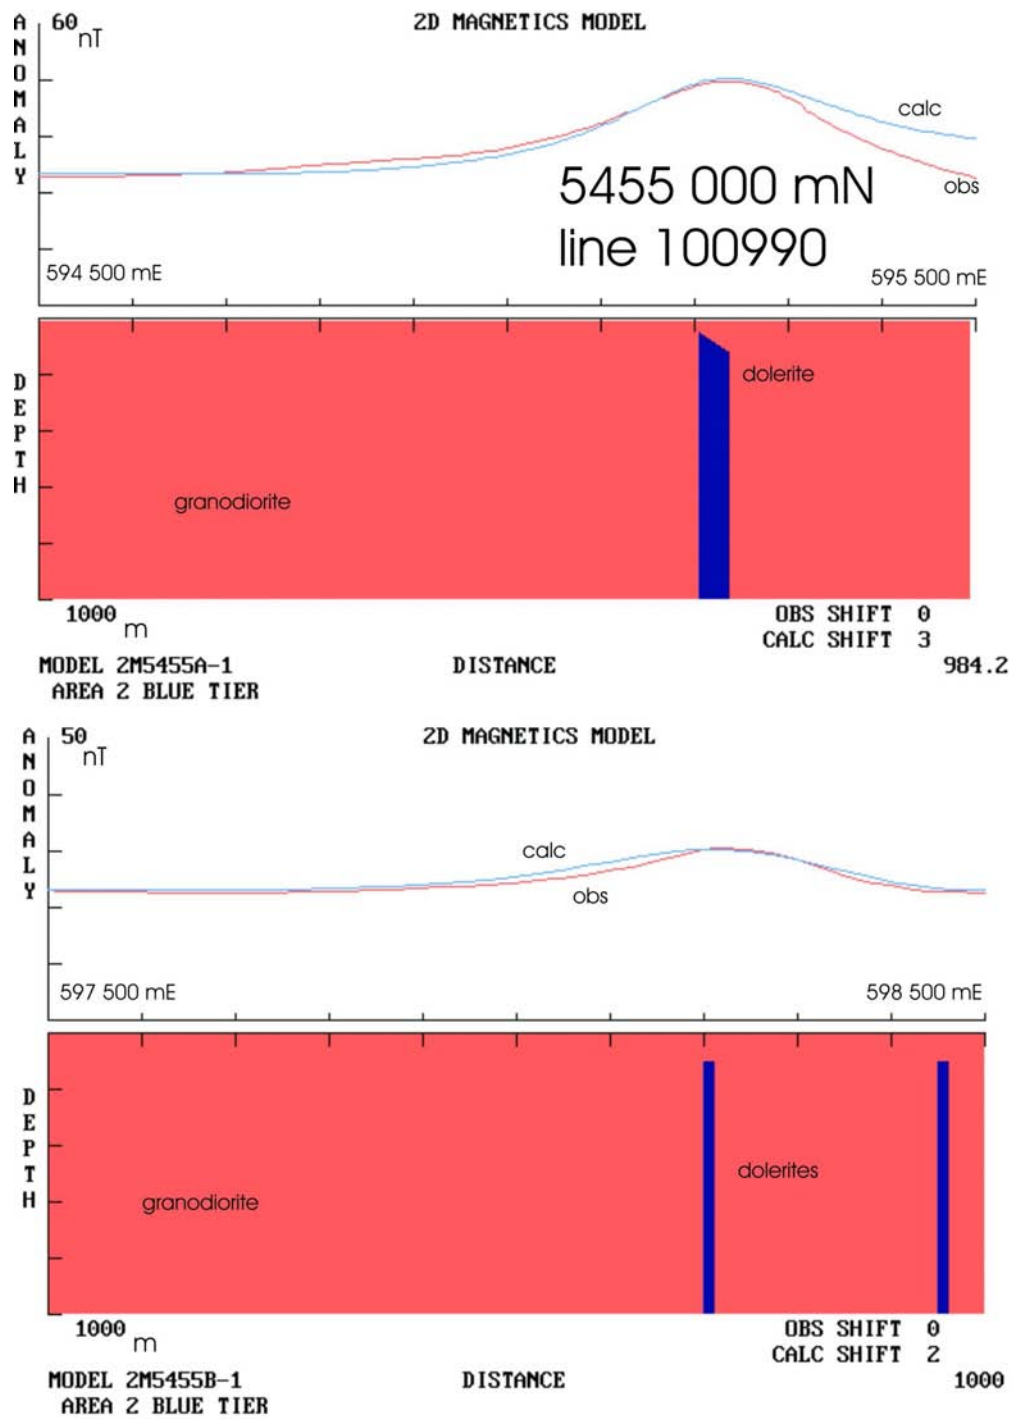 ANOMALY
60
nT
2D MAGNETICS MODEL
calc
5455 000 mN
obs
line 100990
594 500 mE
595 500 mE
DEPTH
dolerite
granodiorite
1000
m
OBS SHIFT 0
CALC SHIFT 3
MODEL 2M5455A-1
DISTANCE
984.2
AREA 2 BLUE TIER
ANOMALY
50
nT
2D MAGNETICS MODEL
calc
obs
597 500 mE
598 500 mE
DEPTH
dolerites
granodiorite
1000
m
OBS SHIFT 0
CALC SHIFT 2
MODEL 2M5455B-1
DISTANCE
1000
AREA 2 BLUE TIER